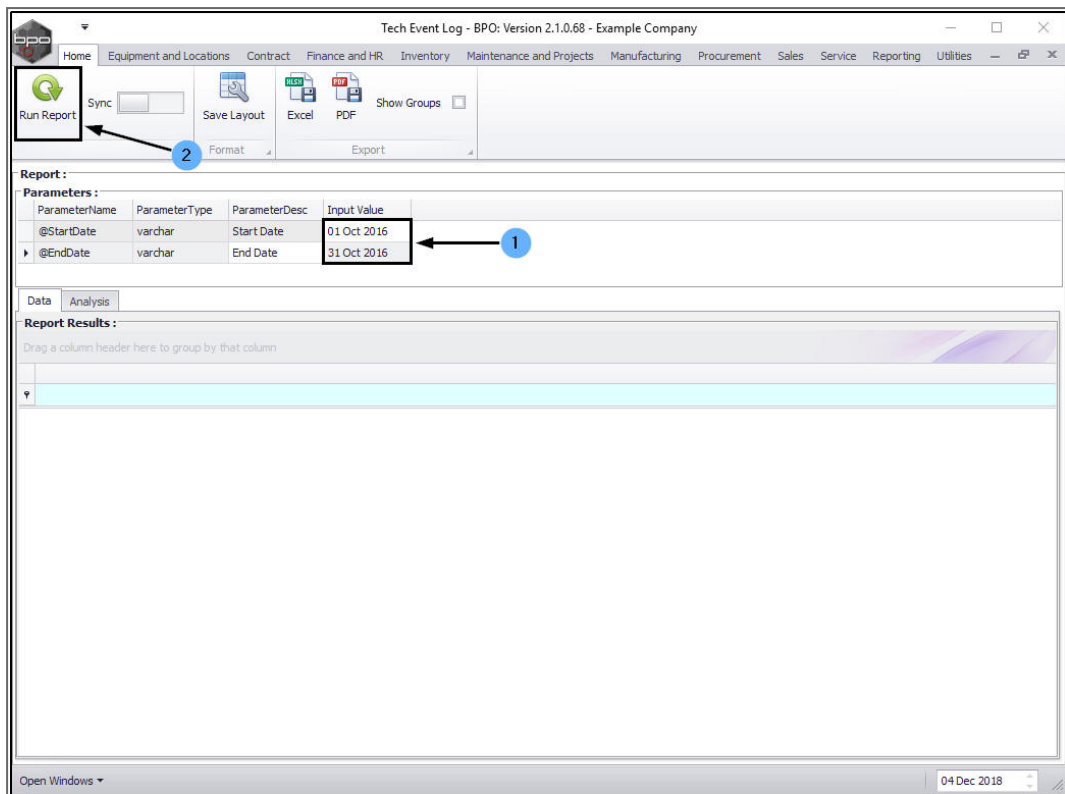 Tech Event Log - BPO: Version 2.1.0.68 - Example Company
bpo
Home Equipment and Locations Contract Finance and HR Inventory Maintenance and Projects Manufacturing Procurement Sales Service Reporting Utilities
Run Report Sync Save Layout XLSX Excel PDF PDF Show Groups
2 Format Export
Report :
Parameters :
ParameterName ParameterType ParameterDesc Input Value
@StartDate varchar Start Date 01 Oct 2016
1
@EndDate varchar End Date 31 Oct 2016
Data Analysis
Report Results :
Drag a column header here to group by that column
Open Windows 04 Dec 2018